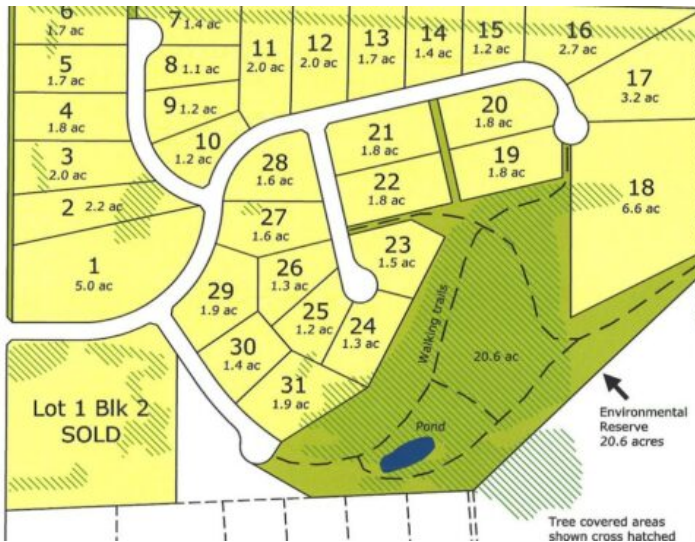 6
1.7 ac
7 1.4 ac
11
2.0 ac
12
2.0 ac
13
1.7 ac
14
1.4 ac
15
1.2 ac
16
2.7 ac
5
1.7 ac
8 1.1 ac
17
3.2 ac
4
1.8 ac
9 1.2 ac
20
1.8 ac
3
2.0 ac
10
1.2 ac
28
1.6 ac
21
1.8 ac
19
1.8 ac
2 2.2 ac
22
1.8 ac
18
6.6 ac
27
1.6 ac
1
5.0 ac
23
1.5 ac
26
1.3 ac
29
1.9 ac
25
1.2 ac
24
1.3 ac
30
1.4 ac
31
1.9 ac
Walking trails
20.6 ac
Lot 1 Blk 2
SOLD
Pond
Environmental
Reserve
20.6 acres
Tree covered areas
shown cross hatched